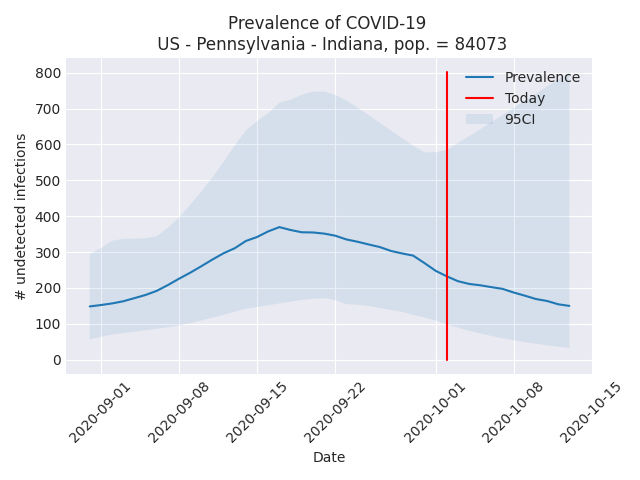 Prevalence of COVID-19
US - Pennsylvania - Indiana, pop. = 84073
Prevalence
Today
95CI
# undetected infections
800
700
600
500
400
300
200
100
0
2020-09-01
2020-09-08
2020-09-15
2020-09-22
2020-10-01
2020-10-08
2020-10-15
Date